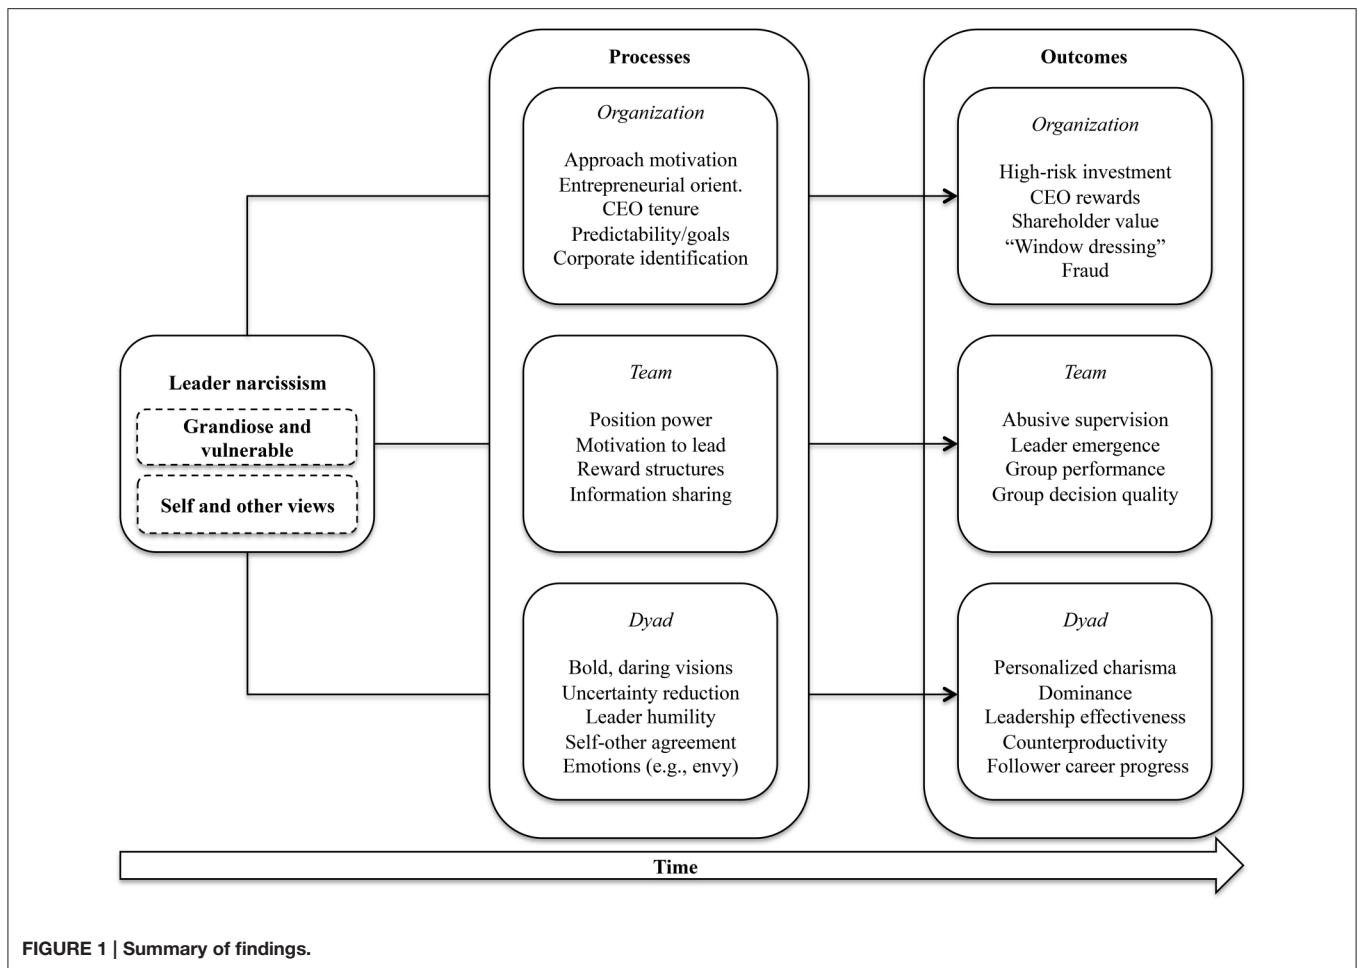 Leader narcissism
Grandiose and
vulnerable
Self and other views
Processes
Organization
Approach motivation
Entrepreneurial orient.
CEO tenure
Predictability/goals
Corporate identification
Team
Position power
Motivation to lead
Reward structures
Information sharing
Dyad
Bold, daring visions
Uncertainty reduction
Leader humility
Self-other agreement
Emotions (e.g., envy)
Outcomes
Organization
High-risk investment
CEO rewards
Shareholder value
“Window dressing”
Fraud
Team
Abusive supervision
Leader emergence
Group performance
Group decision quality
Dyad
Personalized charisma
Dominance
Leadership effectiveness
Counterproductivity
Follower career progress
Time
FIGURE 1 | Summary of findings.